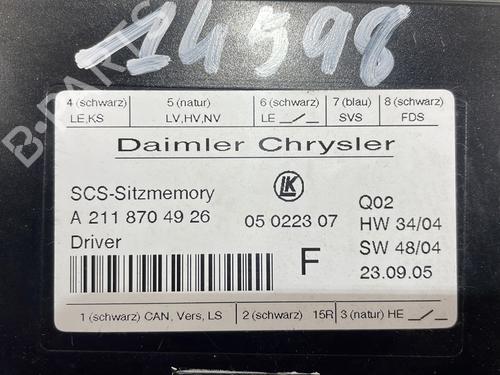 14598
4 (schwarz)
LE,KS
5 (natur)
LV,HV,NV
6 (schwarz)
LE
7 (blau)
SVS
8 (schwarz)
FDS
Daimler Chrysler
SCS-Sitzmemory
A 211 870 49 26
Driver
LK
05 0223 07
F
Q02
HW 34/04
SW 48/04
23.09.05
1 (schwarz) CAN, Vers, LS
2 (schwarz) 15R
3 (natur) HE
B-PARTS